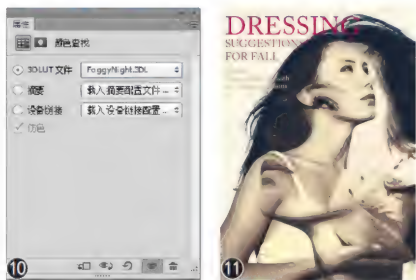 属性
颜色查找
3DLUT 文件 FoggyNight.3DL
摘要 载入摘要配置文件...
设备链接 载入设备链接配置...
仿色
10
DRESSING
SUGGESTIONS
FOR FALL
11